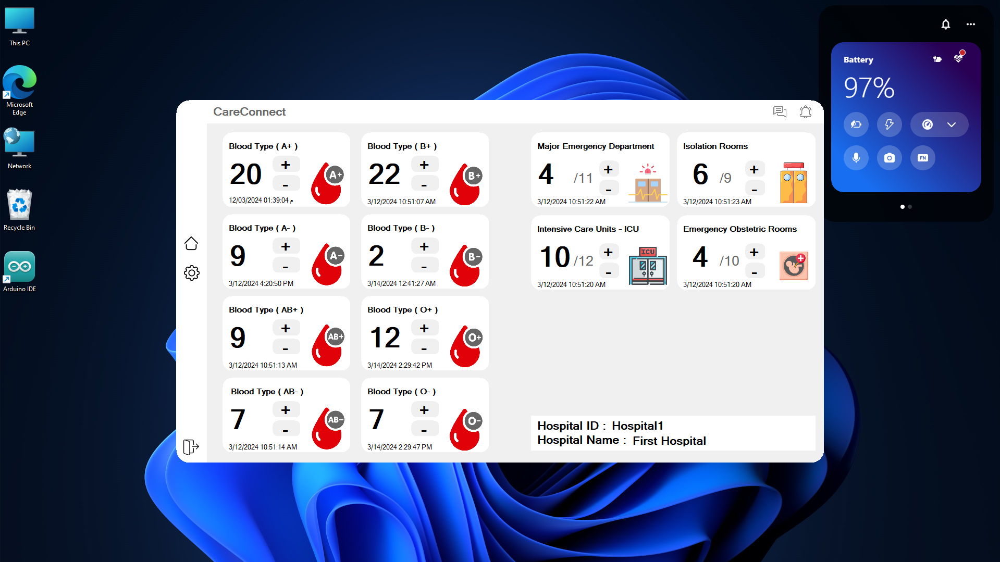 This PC
Microsoft
Edge
Network
Recycle Bin
Arduino IDE
CareConnect
Blood Type ( A+ )
20
+
-
A+
12/03/2024 01:39:04 م
Blood Type ( B+ )
22
+
-
B+
3/12/2024 10:51:07 AM
Major Emergency Department
4 /11
+
-
3/12/2024 10:51:22 AM
Isolation Rooms
6 /9
+
-
3/12/2024 10:51:23 AM
Blood Type ( A- )
9
+
-
A-
3/12/2024 4:20:50 PM
Blood Type ( B- )
2
+
-
B-
3/14/2024 12:41:27 AM
Intensive Care Units - ICU
10 /12
+
-
ICU
3/12/2024 10:51:20 AM
Emergency Obstetric Rooms
4 /10
+
-
3/12/2024 10:51:20 AM
Blood Type ( AB+ )
9
+
-
AB+
3/12/2024 10:51:13 AM
Blood Type ( O+ )
12
+
-
O+
3/14/2024 2:29:42 PM
Blood Type ( AB- )
7
+
-
AB-
3/12/2024 10:51:14 AM
Blood Type ( O- )
7
+
-
O-
3/14/2024 2:29:47 PM
Hospital ID : Hospital1
Hospital Name : First Hospital
Battery
97%
FN